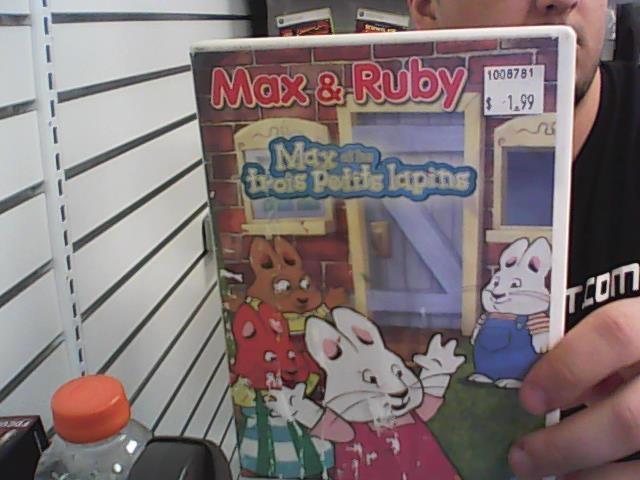 Max & Ruby
1008781
$ 1.99
Max et les
trois Petits lapins
T.COM